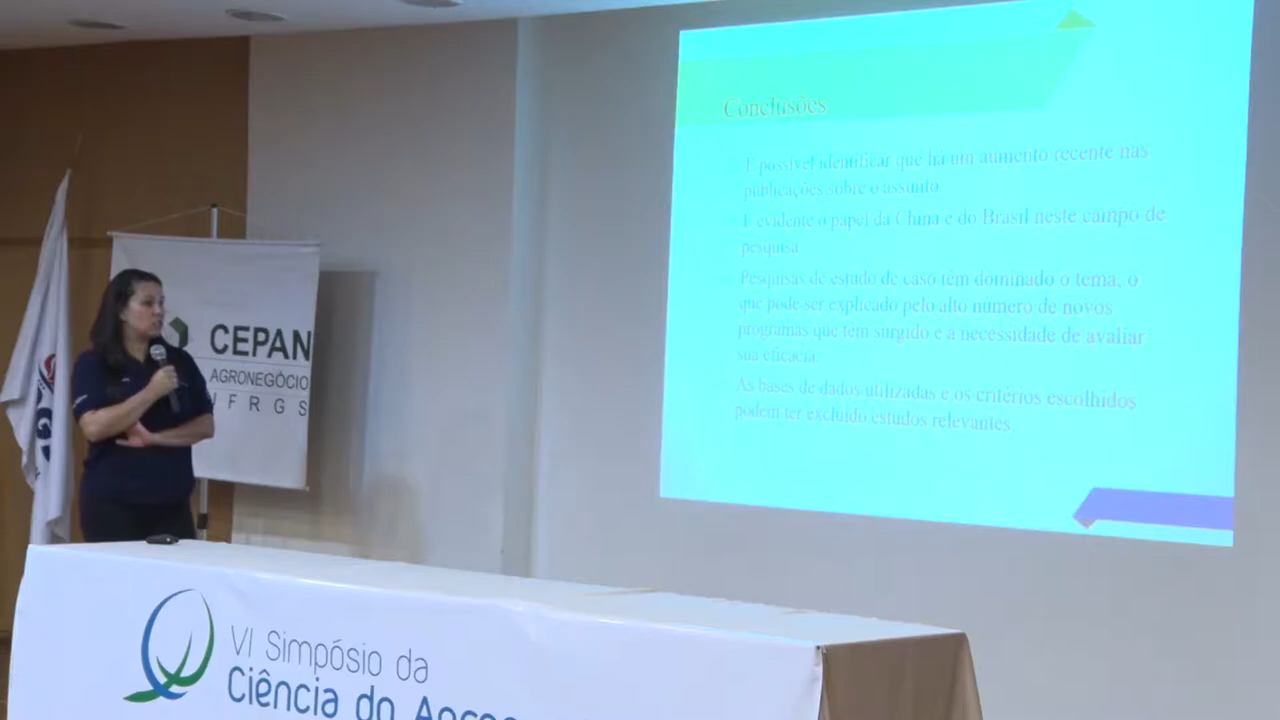 Conclusões
É possível identificar que há um aumento recente nas
publicações sobre o assunto.
É evidente o papel da China e do Brasil neste campo de
pesquisa.
Pesquisas de estudo de caso têm dominado o tema, o
que pode ser explicado pelo alto numero de novos
programas que tem surgido e a necessidade de avaliar
sua eficácia.
As bases de dados utilizadas e os critérios escolhidos
podem ter excluído estudos relevantes.
CEPAN
AGRONEGÓCIO
UFRGS
VI Simpósio da
Ciência do